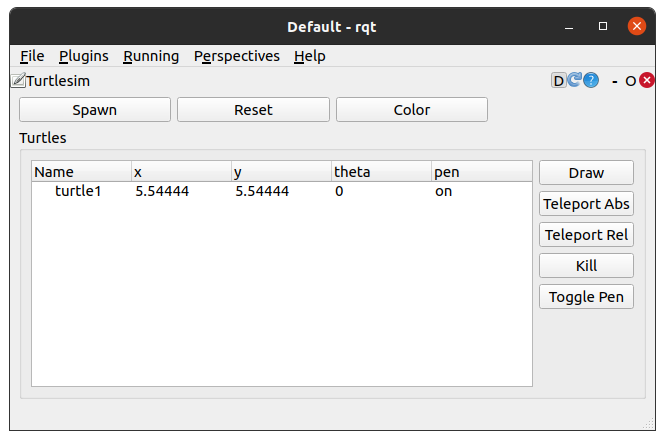 Default - rqt
File Plugins Running Perspectives Help
Turtlesim D ? - O
Spawn Reset Color
Turtles
Name x y theta pen
turtle1 5.54444 5.54444 0 on
Draw
Teleport Abs
Teleport Rel
Kill
Toggle Pen